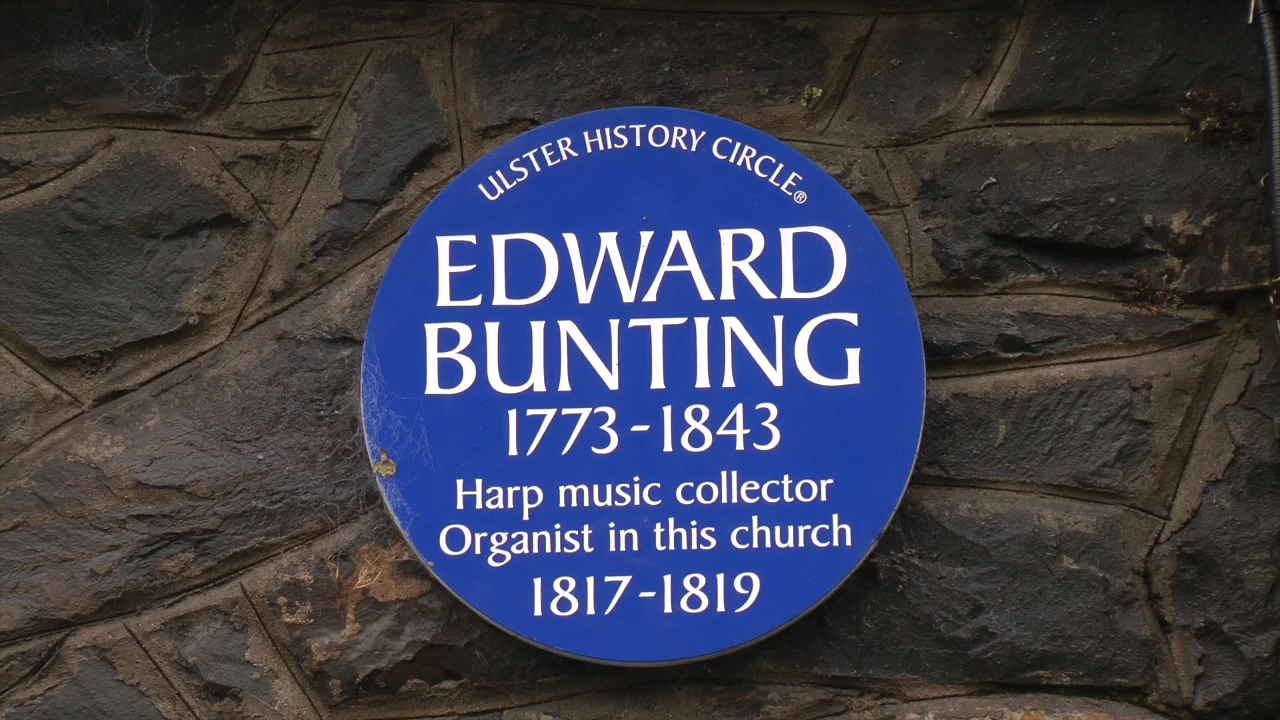 ULSTER HISTORY CIRCLE®
EDWARD
BUNTING
1773-1843
Harp music collector
Organist in this church
1817-1819